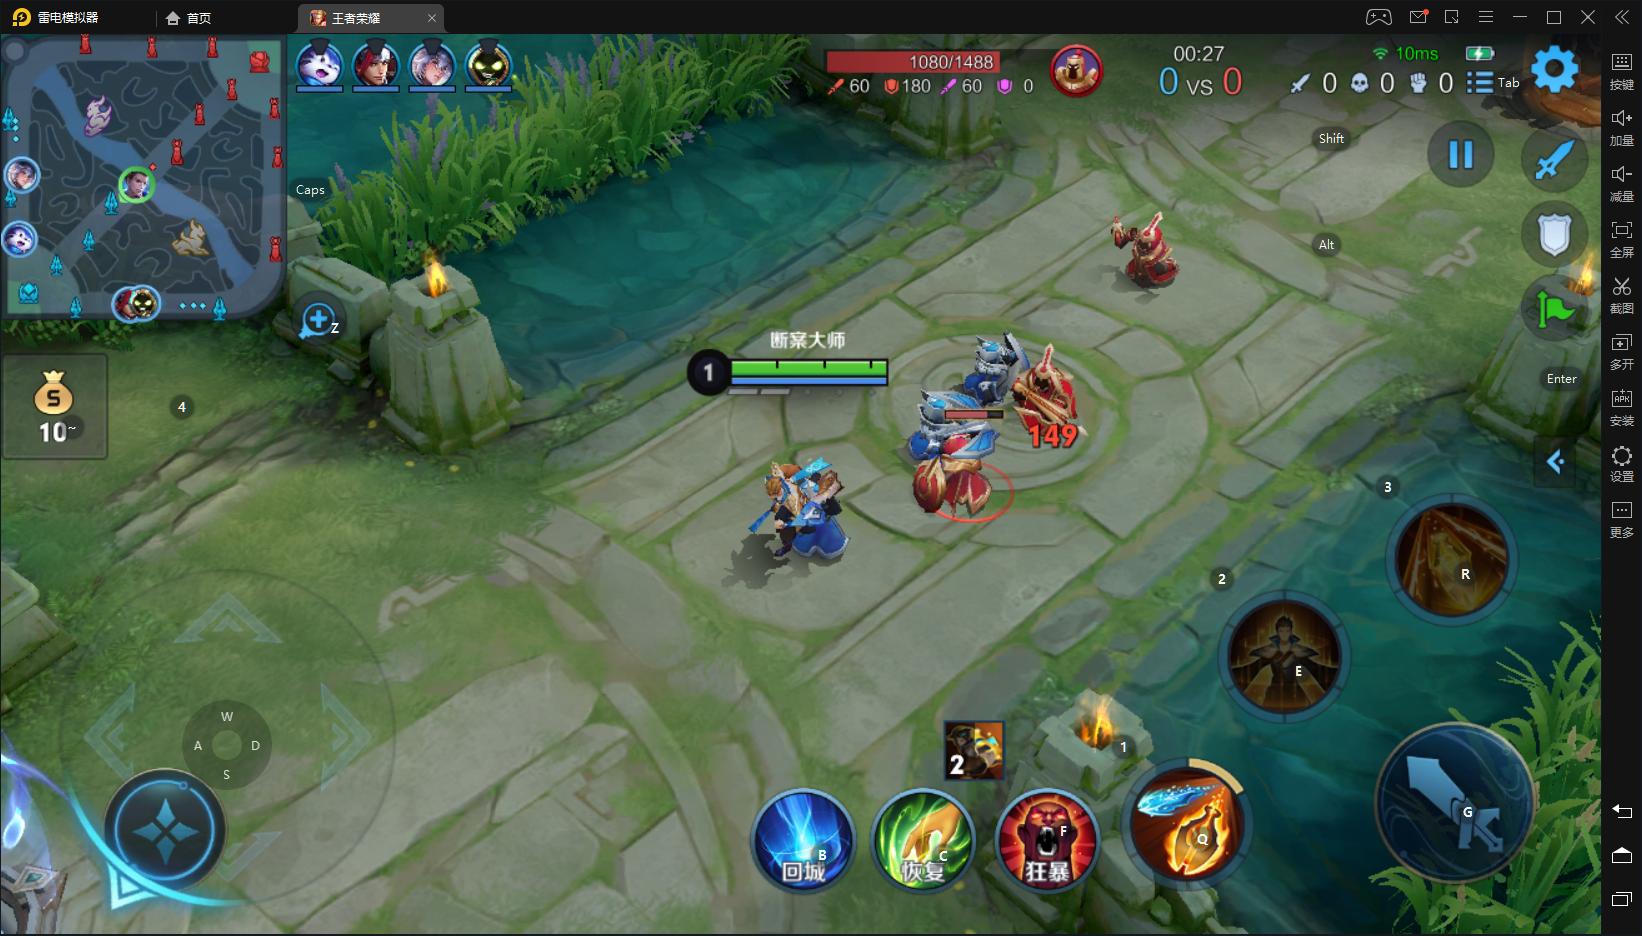 雷电模拟器
首页
王者荣耀
1080/1488
60 180 60 0
00:27
0 VS 0
10ms
0 0 0 Tab
Shift
Caps
Alt
Z
Enter
断案大师
1
149
10~
4
3
R
2
E
W
A D
S
1
2
B
回城
C
恢复
F
狂暴
Q
G
S
按键
加量
减量
全屏
截图
多开
APK
安装
设置
更多